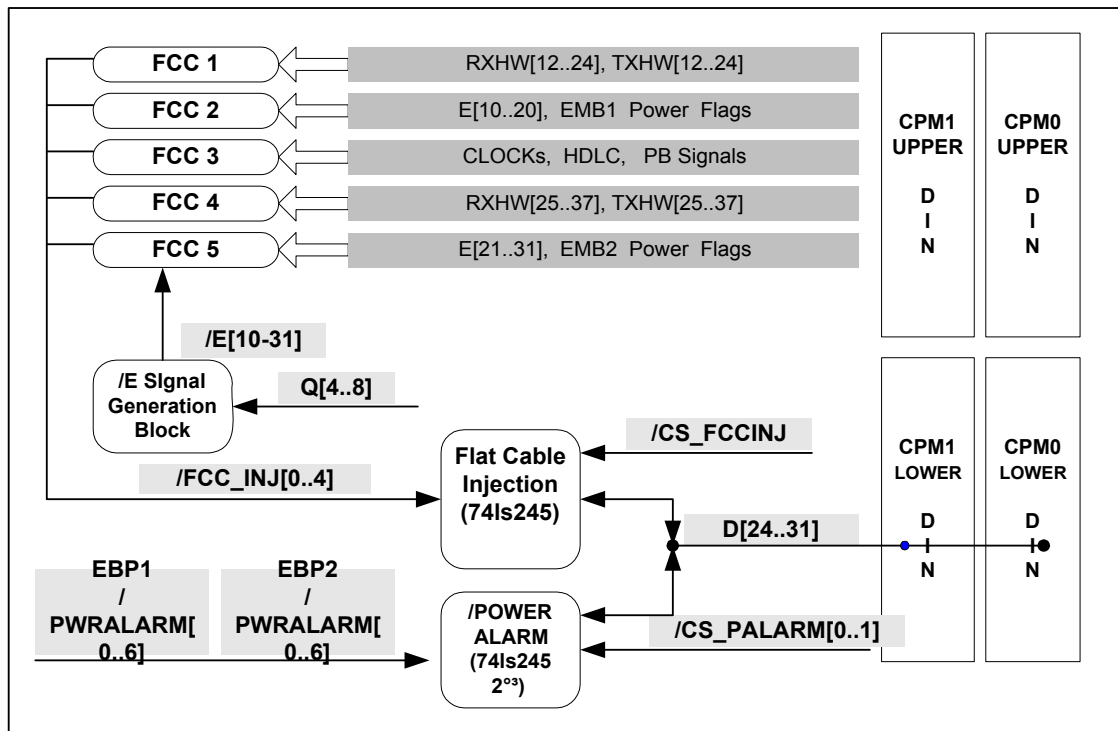 FCC 1
RXHW[12..24], TXHW[12..24]
FCC 2
E[10..20], EMB1 Power Flags
FCC 3
CLOCKs, HDLC, PB Signals
FCC 4
RXHW[25..37], TXHW[25..37]
FCC 5
E[21..31], EMB2 Power Flags
CPM1
UPPER
D
I
N
CPM0
UPPER
D
I
N
/E[10-31]
/E SIgnal
Generation
Block
Q[4..8]
/CS_FCCINJ
Flat Cable
Injection
(74ls245)
/FCC_INJ[0..4]
D[24..31]
CPM1
LOWER
D
I
N
CPM0
LOWER
D
I
N
EBP1
/
PWRALARM[
0..6]
EBP2
/
PWRALARM[
0..6]
/POWER
ALARM
(74ls245
2°³)
/CS_PALARM[0..1]